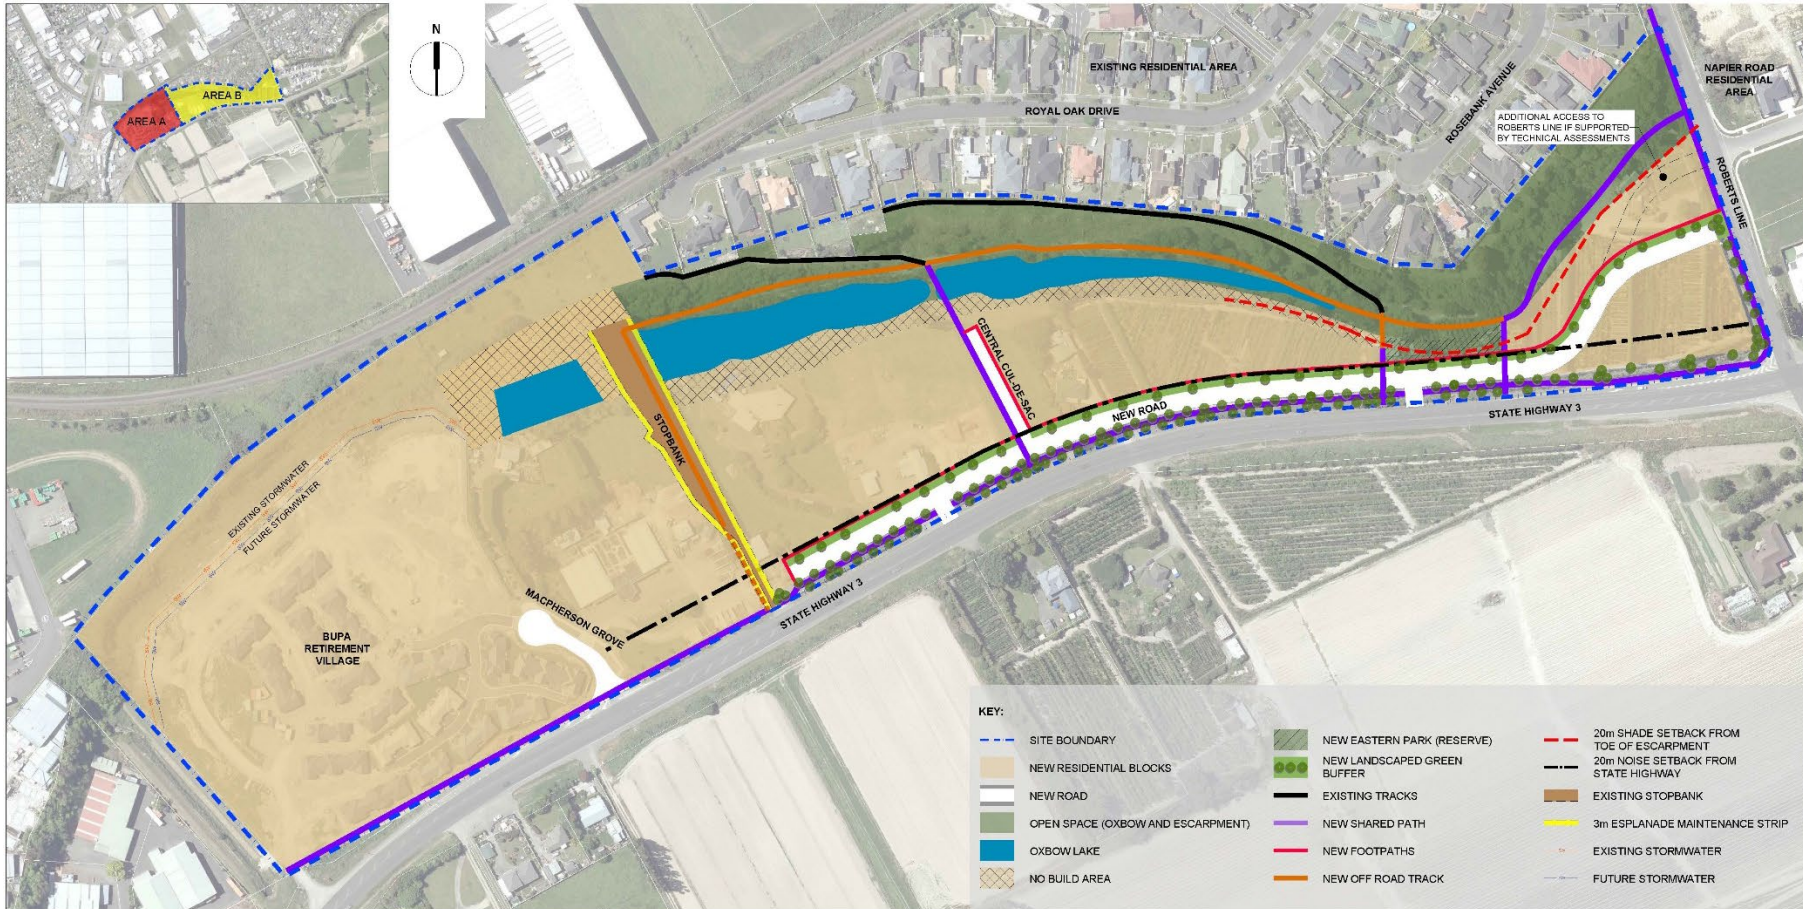 AREA A
AREA B
N
EXISTING RESIDENTIAL AREA
ROYAL OAK DRIVE
ROSEBANK AVENUE
NAPIER ROAD
RESIDENTIAL
AREA
ADDITIONAL ACCESS TO
ROBERTS LINE IF SUPPORTED
BY TECHNICAL ASSESMENTS
ROBERTS LINE
CENTRAL CUL-DE-SAC
NEW ROAD
STATE HIGHWAY 3
STOPBANK
EXISTING STORMWATER
FUTURE STORMWATER
MACPHERSON GROVE
STATE HIGHWAY 3
BUPA
RETIREMENT
VILLAGE
KEY:
SITE BOUNDARY
NEW RESIDENTIAL BLOCKS
NEW ROAD
OPEN SPACE (OXBOW AND ESCARPMENT)
OXBOW LAKE
NO BUILD AREA
NEW EASTERN PARK (RESERVE)
NEW LANDSCAPED GREEN
BUFFER
EXISTING TRACKS
NEW SHARED PATH
NEW FOOTPATHS
NEW OFF ROAD TRACK
20m SHADE SETBACK FROM
TOE OF ESCARPMENT
20m NOISE SETBACK FROM
STATE HIGHWAY
EXISTING STOPBANK
3m ESPLANADE MAINTENANCE STRIP
EXISTING STORMWATER
FUTURE STORMWATER